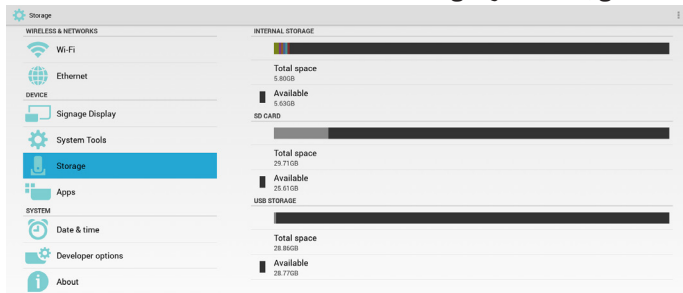 Storage
WIRELESS & NETWORKS
Wi-Fi
Ethernet
DEVICE
Signage Display
System Tools
Storage
Apps
SYSTEM
Date & time
Developer options
About
INTERNAL STORAGE
Total space
5.80GB
Available
5.63GB
SD CARD
Total space
29.71GB
Available
25.61GB
USB STORAGE
Total space
28.86GB
Available
28.77GB